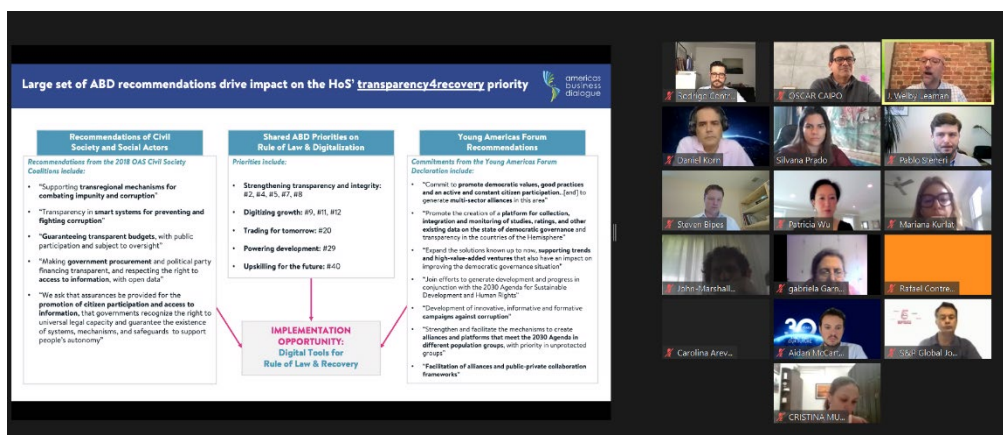 Large set of ABD recommendations drive impact on the HoS' transparency4recovery priority
americas
business
dialogue
Recommendations of Civil
Society and Social Actors
Recommendations from the 2018 OAS Civil Society
Coalitions include:
• "Supporting transregional mechanisms for
combating impunity and corruption"
• "Transparency in smart systems for preventing and
fighting corruption"
• "Guaranteeing transparent budgets, with public
participation and subject to oversight"
• "Making government procurement and political party
financing transparent, and respecting the right to
access to information, with open data"
• "We ask that assurances be provided for the
promotion of citizen participation and access to
information, that governments recognize the right to
universal legal capacity and guarantee the existence
of systems, mechanisms, and safeguards to support
people's autonomy"
Shared ABD Priorities on
Rule of Law & Digitalization
Priorities include:
• Strengthening transparency and integrity:
#2, #4, #5, #7, #8
• Digitizing growth: #9, #11, #12
• Trading for tomorrow: #20
• Powering development: #29
• Upskilling for the future: #40
IMPLEMENTATION
OPPORTUNITY:
Digital Tools for
Rule of Law & Recovery
Young Americas Forum
Recommendations
Commitments from the Young Americas Forum
Declaration include:
• "Commit to promote democratic values, good practices
and an active and constant citizen participation. [and] to
generate multi-sector alliances in this area"
• "Promote the creation of a platform for collection,
integration and monitoring of studies, ratings, and other
existing data on the state of democratic governance and
transparency in the countries of the Hemisphere"
• "Expand the solutions known up to now, supporting trends
and high-value-added ventures that also have an impact on
improving the democratic governance situation"
• "Join efforts to generate development and progress in
conjunction with the 2030 Agenda for Sustainable
Development and Human Rights"
• "Development of innovative, informative and formative
campaigns against corruption"
• "Strengthen and facilitate the mechanisms to create
alliances and platforms that meet the 2030 Agenda in
different population groups, with priority in unprotected
groups"
• "Facilitation of alliances and public-private collaboration
frameworks"
Rodrigo Contr...
OSCAR CAIPO
J. Welby Leaman
Daniel Korn
Silvana Prado
Pablo Steneri
Steven Bipes
Patricia Wu
Mariana Kurlat
John-Marshall...
gabriela Garn...
Rafael Contre...
Carolina Arev...
30
Aidan McCart...
S&P Global Jo...
CRISTINA MU...